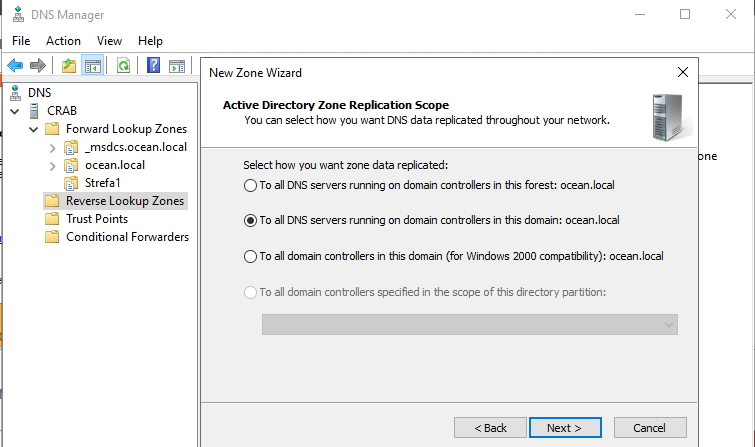 DNS Manager
File Action View Help
DNS
CRAB
Forward Lookup Zones
_msdcs.ocean.local
ocean.local
Strefa1
Reverse Lookup Zones
Trust Points
Conditional Forwarders
New Zone Wizard
Active Directory Zone Replication Scope
You can select how you want DNS data replicated throughout your network.
Select how you want zone data replicated:
To all DNS servers running on domain controllers in this forest: ocean.local
To all DNS servers running on domain controllers in this domain: ocean.local
To all domain controllers in this domain (for Windows 2000 compatibility): ocean.local
To all domain controllers specified in the scope of this directory partition:
< Back Next > Cancel
one